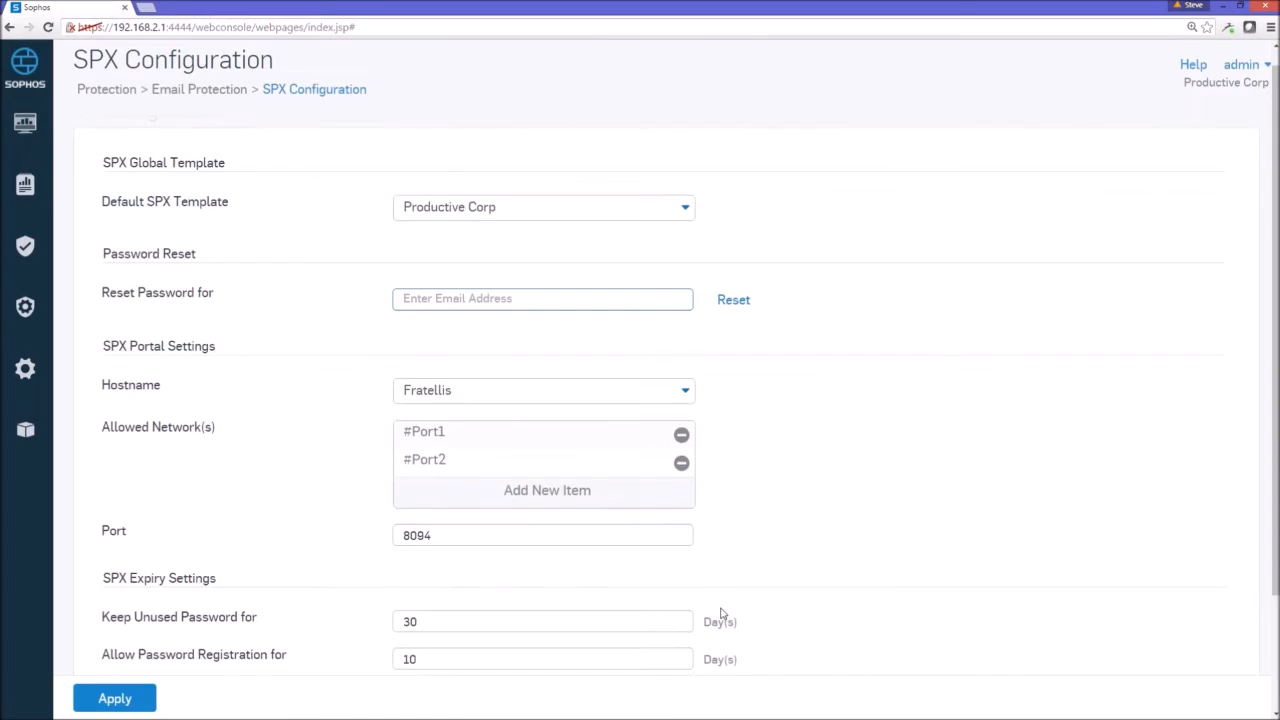 Sophos
Steve
https://192.168.2.1:4444/webconsole/webpages/index.jsp#
SOPHOS
SPX Configuration
Help admin
Productive Corp
Protection > Email Protection > SPX Configuration
SPX Global Template
Default SPX Template
Productive Corp
Password Reset
Reset Password for
Enter Email Address
Reset
SPX Portal Settings
Hostname
Fratellis
Allowed Network(s)
#Port1
#Port2
Add New Item
Port
8094
SPX Expiry Settings
Keep Unused Password for
30
Day(s)
Allow Password Registration for
10
Day(s)
Apply